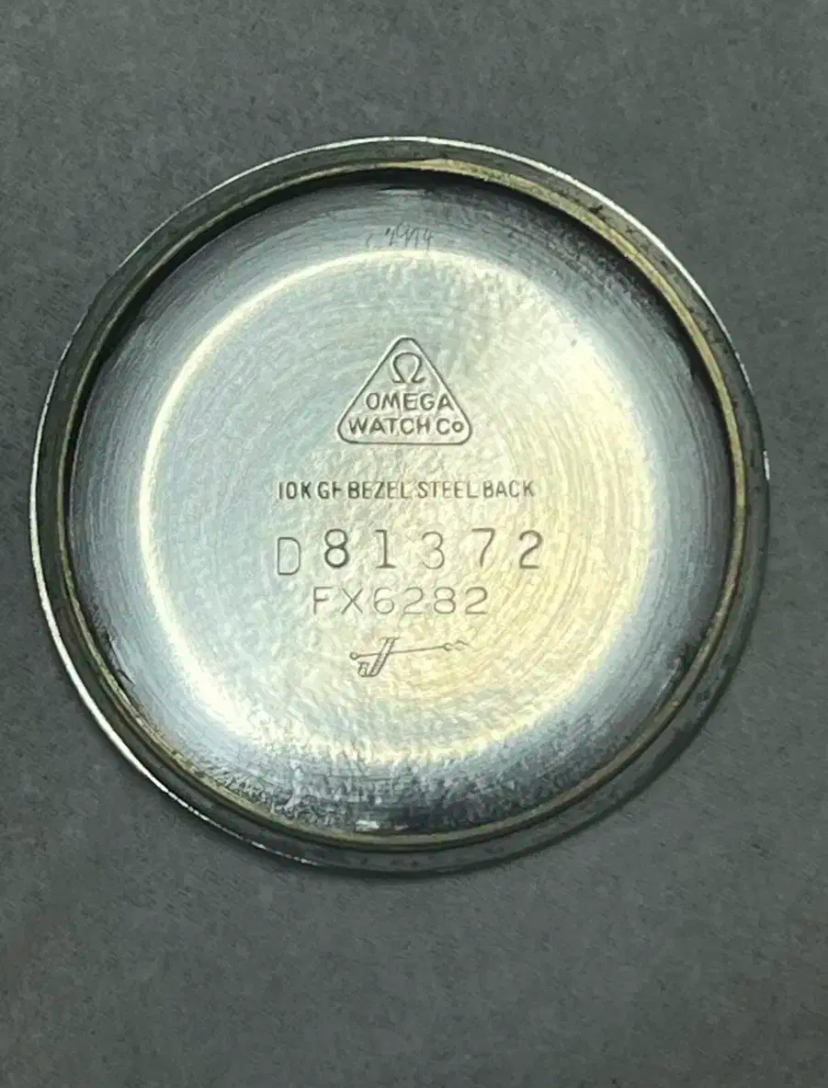 Ω
OMEGA
WATCH Co
10K GF BEZEL STEEL BACK
D81372
FX6282